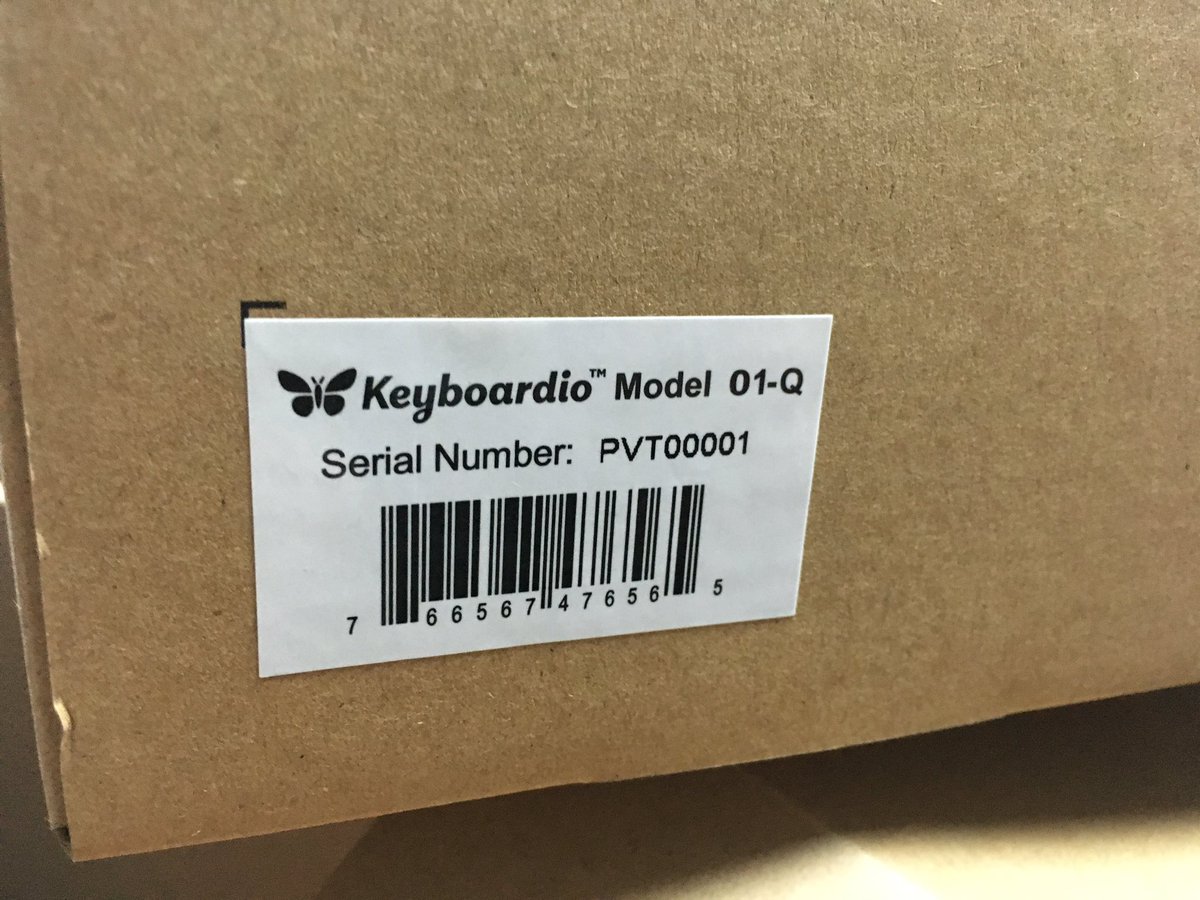 Keyboardio™ Model 01-Q
Serial Number: PVT00001
7 66567 47656 5